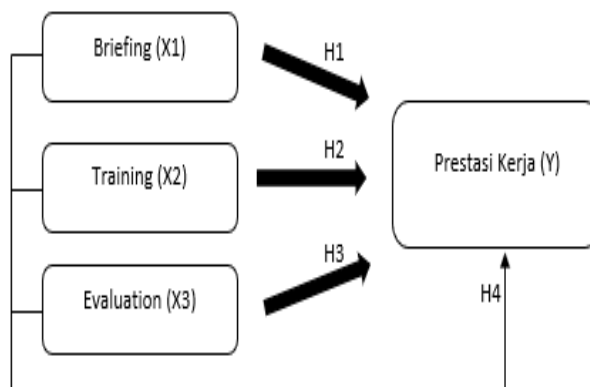 Briefing (X1)
H1
H2
Prestasi Kerja (Y)
Training (X2)
H3
Evaluation (X3)
H4